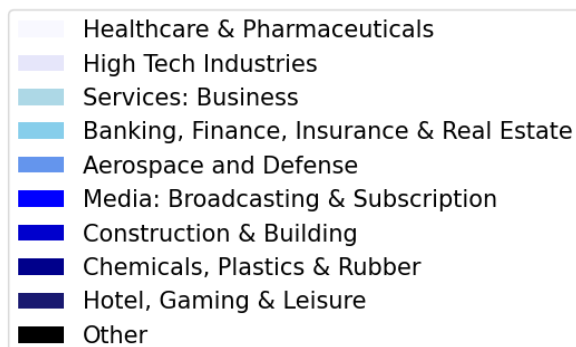 Healthcare & Pharmaceuticals
High Tech Industries
Services: Business
Banking, Finance, Insurance & Real Estate
Aerospace and Defense
Media: Broadcasting & Subscription
Construction & Building
Chemicals, Plastics & Rubber
Hotel, Gaming & Leisure
Other